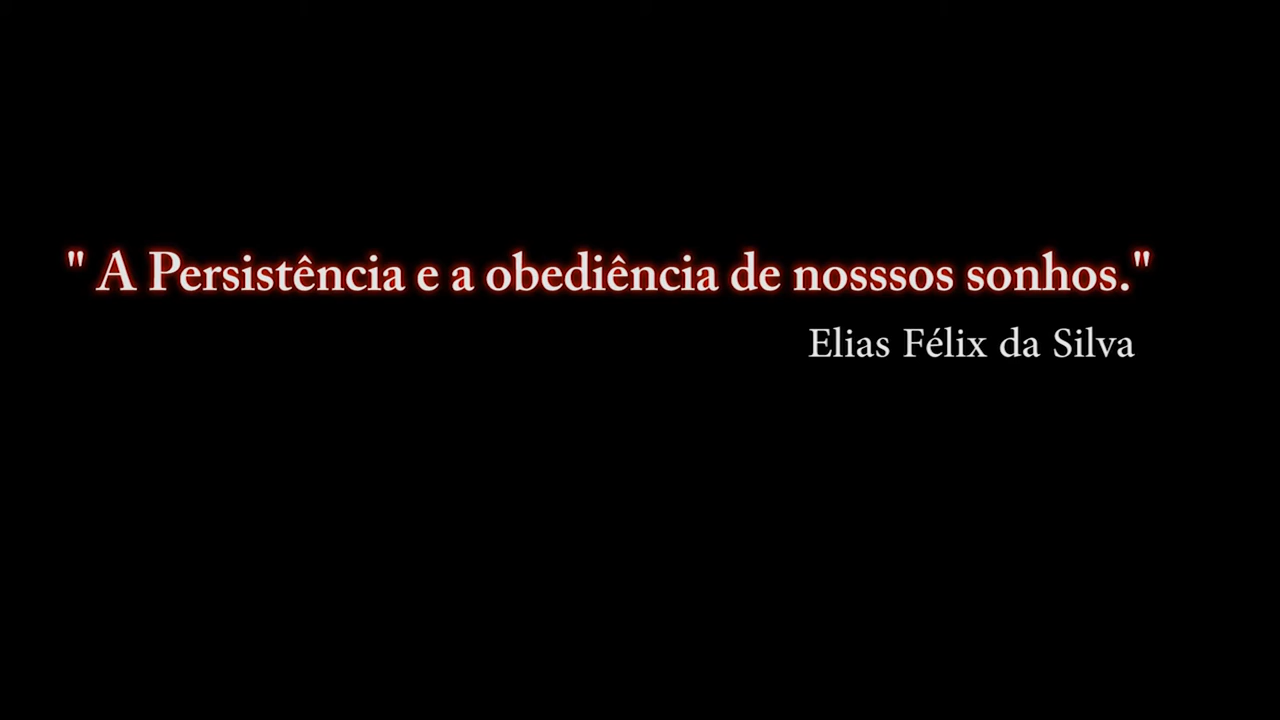 " A Persistência e a obediência de nosssos sonhos."
Elias Félix da Silva